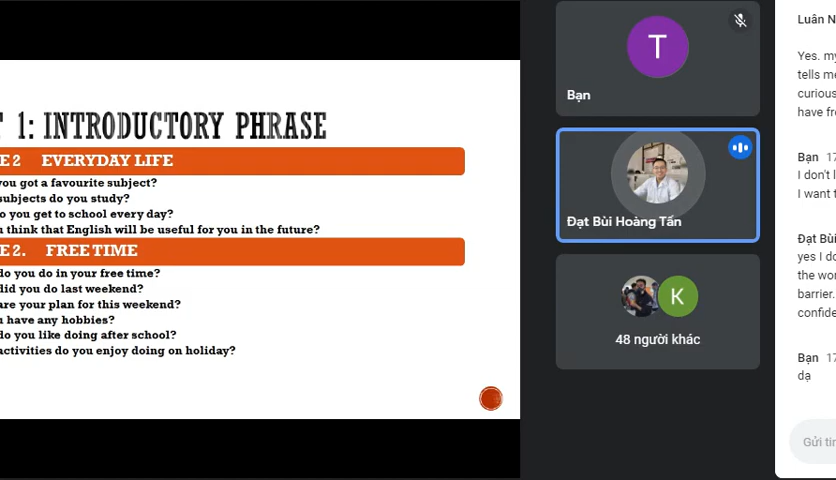 1: INTRODUCTORY PHRASE
2 EVERYDAY LIFE
you got a favourite subject?
subjects do you study?
you get to school every day?
think that English will be useful for you in the future?
2. FREE TIME
do you do in your free time?
did you do last weekend?
are your plan for this weekend?
have any hobbies?
do you like doing after school?
activities do you enjoy doing on holiday?
T
Bạn
Đạt Bùi Hoàng Tấn
K
48 người khác
Luân N
Yes. my
tells me
curious
have fr
Bạn 17
I don't l
I want t
Đạt Bùi
yes I do
the wor
barrier.
confide
Bạn 17
dạ
Gửi tin